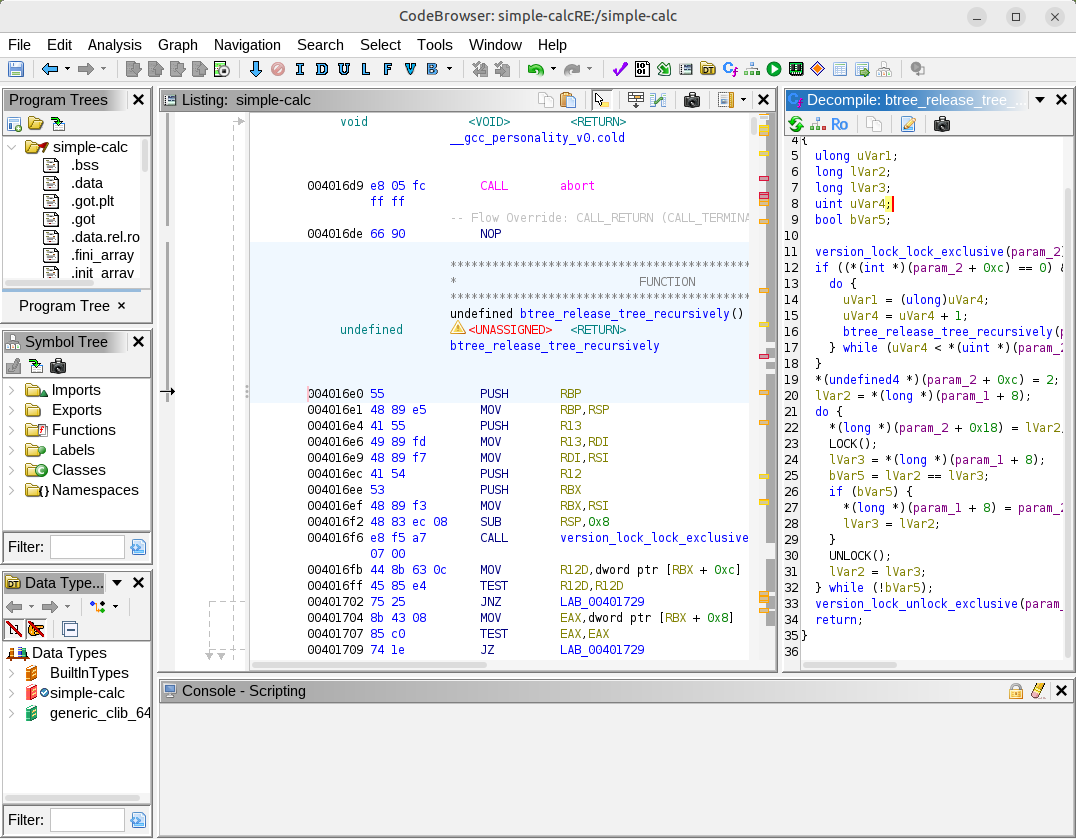 CodeBrowser: simple-calcRE:/simple-calc
File Edit Analysis Graph Navigation Search Select Tools Window Help
I D U L F V B
Program Trees
simple-calc
.bss
.data
.got.plt
.got
.data.rel.ro
.fini_array
.init_array
Program Tree
Symbol Tree
Imports
Exports
Functions
Labels
Classes
Namespaces
Filter:
Data Type...
Data Types
BuiltInTypes
simple-calc
generic_clib_64
Filter:
Listing: simple-calc
void <VOID> <RETURN>
__gcc_personality_v0.cold
004016d9 e8 05 fc CALL abort
ff ff
-- Flow Override: CALL_RETURN (CALL_TERMINA
004016de 66 90 NOP
******************************************
* FUNCTION
******************************************
undefined btree_release_tree_recursively()
undefined <UNASSIGNED> <RETURN>
btree_release_tree_recursively
004016e0 55 PUSH RBP
004016e1 48 89 e5 MOV RBP,RSP
004016e4 41 55 PUSH R13
004016e6 49 89 fd MOV R13,RDI
004016e9 48 89 f7 MOV RDI,RSI
004016ec 41 54 PUSH R12
004016ee 53 PUSH RBX
004016ef 48 89 f3 MOV RBX,RSI
004016f2 48 83 ec 08 SUB RSP,0x8
004016f6 e8 f5 a7 CALL version_lock_lock_exclusive
07 00
004016fb 44 8b 63 0c MOV R12D,dword ptr [RBX + 0xc]
004016ff 45 85 e4 TEST R12D,R12D
00401702 75 25 JNZ LAB_00401729
00401704 8b 43 08 MOV EAX,dword ptr [RBX + 0x8]
00401707 85 c0 TEST EAX,EAX
00401709 74 1e JZ LAB_00401729
Decompile: btree_release_tree_...
Ro
4 {
5 ulong uVar1;
6 long lVar2;
7 long lVar3;
8 uint uVar4;
9 bool bVar5;
10
11 version_lock_lock_exclusive(param_2)
12 if ((*(int *)(param_2 + 0xc) == 0) &
13 do {
14 uVar1 = (ulong)uVar4;
15 uVar4 = uVar4 + 1;
16 btree_release_tree_recursively(p
17 } while (uVar4 < *(uint *)(param_2
18 }
19 *(undefined4 *)(param_2 + 0xc) = 2;
20 lVar2 = *(long *)(param_1 + 8);
21 do {
22 *(long *)(param_2 + 0x18) = lVar2
23 LOCK();
24 lVar3 = *(long *)(param_1 + 8);
25 bVar5 = lVar2 == lVar3;
26 if (bVar5) {
27 *(long *)(param_1 + 8) = param_2
28 lVar3 = lVar2;
29 }
30 UNLOCK();
31 lVar2 = lVar3;
32 } while (!bVar5);
33 version_lock_unlock_exclusive(param_
34 return;
35 }
36
Console - Scripting